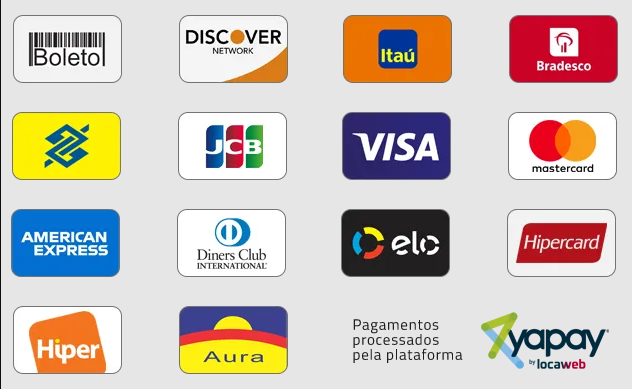 Boleto
DISCOVER
NETWORK
Itaú
Bradesco
JCB
VISA
mastercard
AMERICAN
EXPRESS
Diners Club
INTERNATIONAL
elo
Hipercard
Hiper
Aura
Pagamentos
processados
pela plataforma
yapay
by locaweb